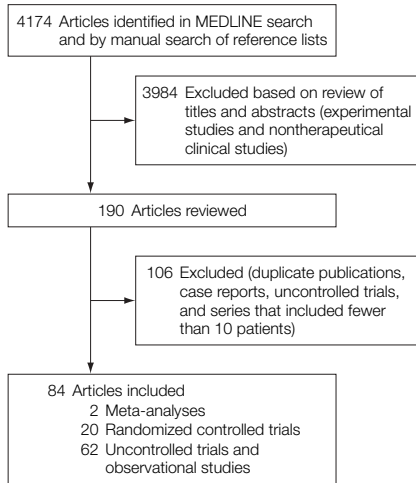 4174 Articles identified in MEDLINE search
and by manual search of reference lists
3984 Excluded based on review of
titles and abstracts (experimental
studies and nontherapeutical
clinical studies)
190 Articles reviewed
106 Excluded (duplicate publications,
case reports, uncontrolled trials,
and series that included fewer
than 10 patients)
84 Articles included
2 Meta-analyses
20 Randomized controlled trials
62 Uncontrolled trials and
observational studies